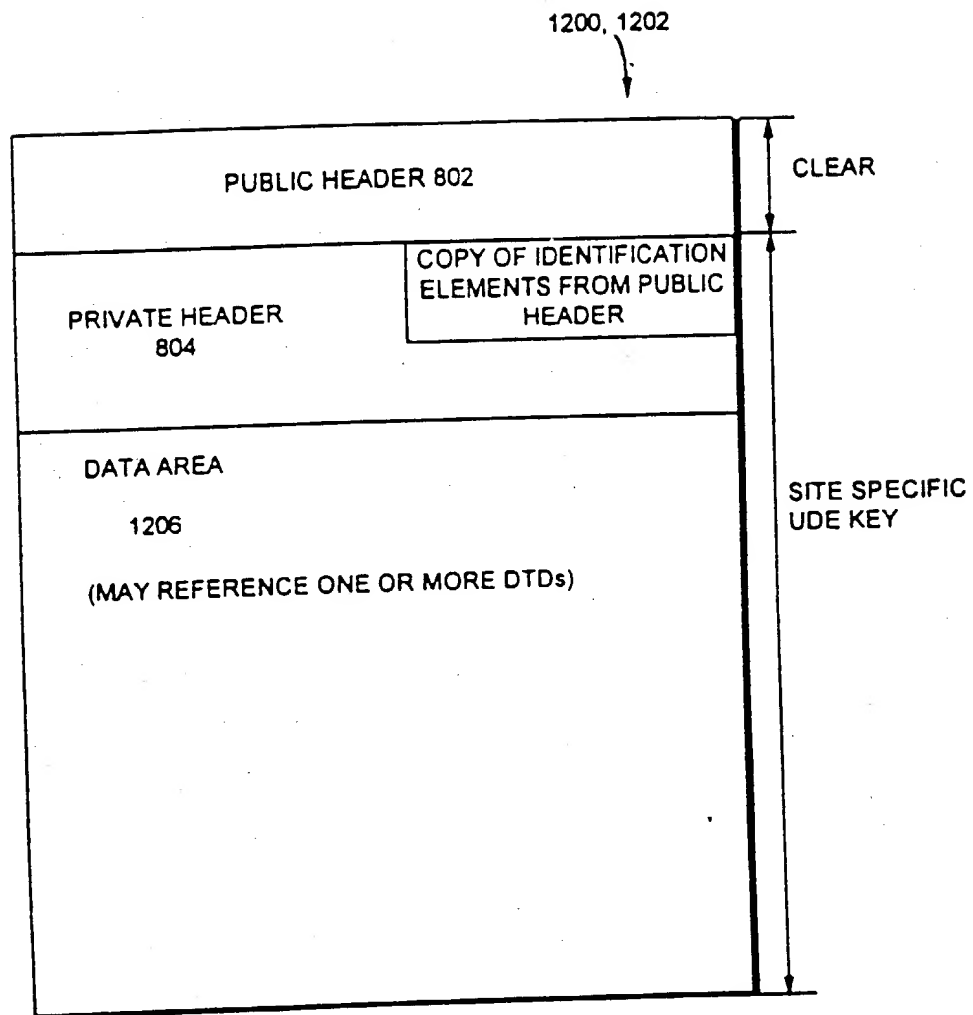 1200, 1202
PUBLIC HEADER 802
CLEAR
COPY OF IDENTIFICATION
ELEMENTS FROM PUBLIC
HEADER
PRIVATE HEADER
804
DATA AREA
1206
(MAY REFERENCE ONE OR MORE DTDs)
SITE SPECIFIC
UDE KEY